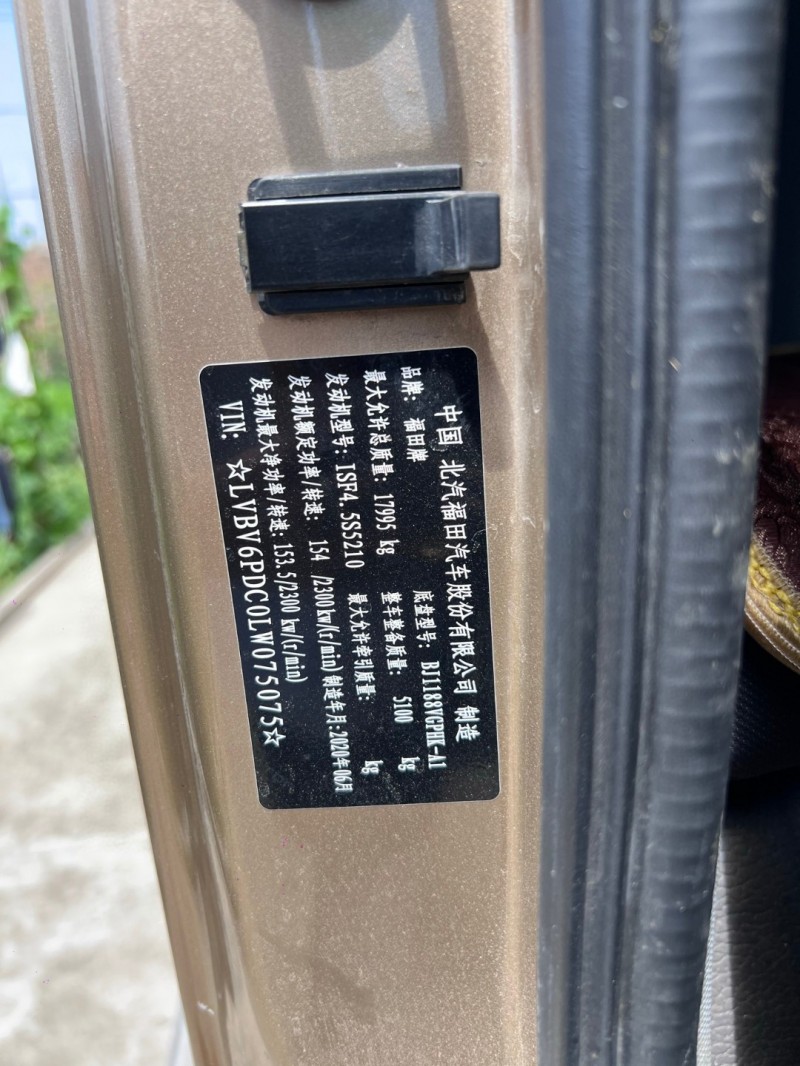 中国 北汽福田汽车股份有限公司 制造
品牌: 福田牌 底盘型号: BJ1188VGPHK-A1
最大允许总质量: 17995 kg 整车整备质量: 5100 kg
发动机型号: ISF4.5S5210 最大允许牵引质量: kg
发动机额定功率/转速: 154 /2300kw/(r/min) 制造年月:2020年06月
发动机最大净功率/转速: 153.5/2300 kw/(r/min)
VIN: ☆LVBV6PDC0LW075075☆